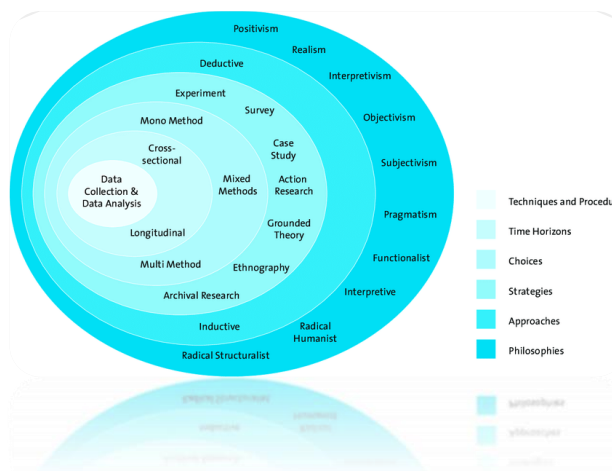 Positivism
Realism
Interpretivism
Objectivism
Subjectivism
Pragmatism
Functionalist
Interpretive
Radical
Humanist
Radical Structuralist
Deductive
Inductive
Experiment
Survey
Case
Study
Action
Research
Grounded
Theory
Ethnography
Archival Research
Mono Method
Mixed
Methods
Multi Method
Cross-
sectional
Longitudinal
Data
Collection &
Data Analysis
Techniques and Procedu
Time Horizons
Choices
Strategies
Approaches
Philosophies